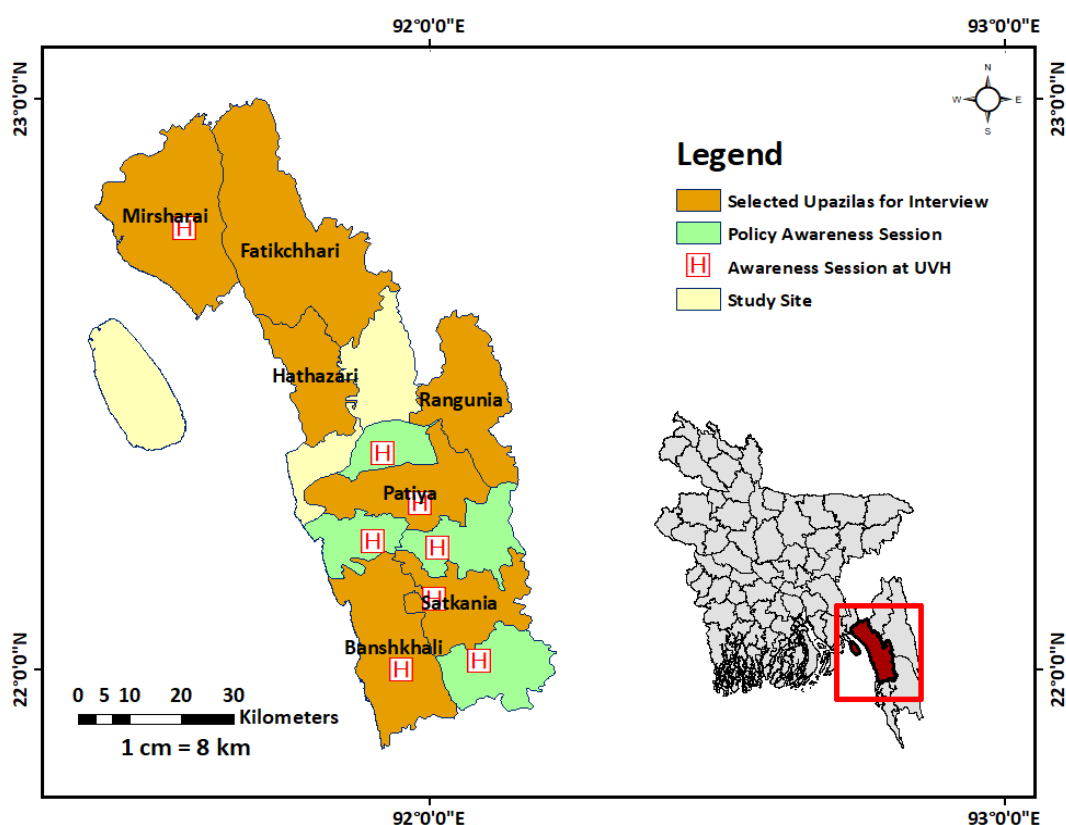 92°0'0"E
93°0'0"E
23°0'0"N
23°0'0"N
N
W
E
S
Legend
Selected Upazilas for Interview
Policy Awareness Session
H
Awareness Session at UVH
Study Site
Mirsharai
H
Fatikchhari
Hathazari
Rangunia
H
Patiya
H
H
H
H
Satkania
Banshkhali
H
H
22°0'0"N
22°0'0"N
0 5 10 20 30
Kilometers
1 cm = 8 km
92°0'0"E
93°0'0"E